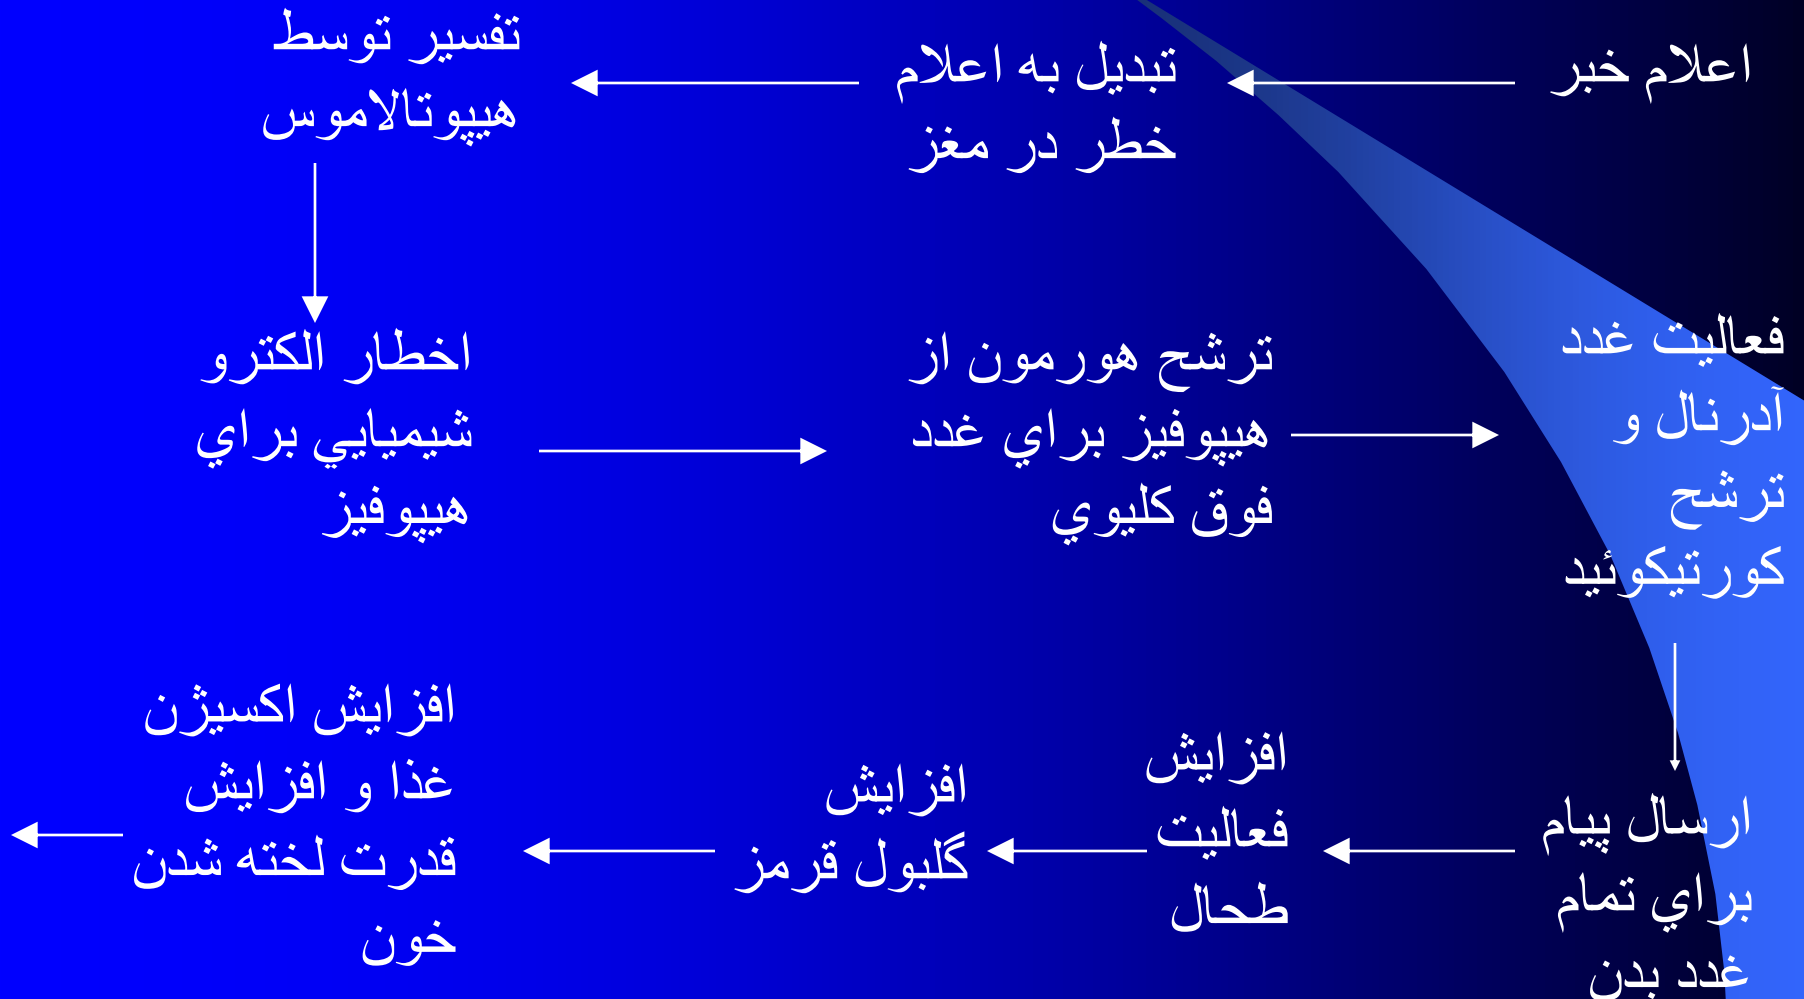 اعلام خبر
تبديل به اعلام
خطر در مغز
تفسير توسط
هيپوتالاموس
اخطار الكترو
شيميايي براي
هيپوفيز
ترشح هورمون از
هيپوفيز براي غدد
فوق كليوي
فعاليت غدد
آدرنال و
ترشح
كورتيكوئيد
ارسال پيام
براي تمام
غدد بدن
افزايش
فعاليت
طحال
افزايش
گلبول قرمز
افزايش اكسيژن
غذا و افزايش
قدرت لخته شدن
خون